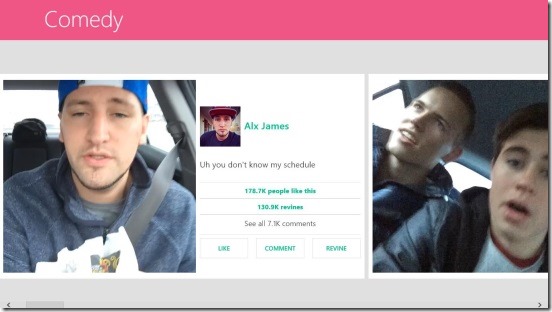 Comedy
Alx James
Uh you don't know my schedule
178.7K people like this
130.9K revines
See all 7.1K comments
LIKE COMMENT REVINE